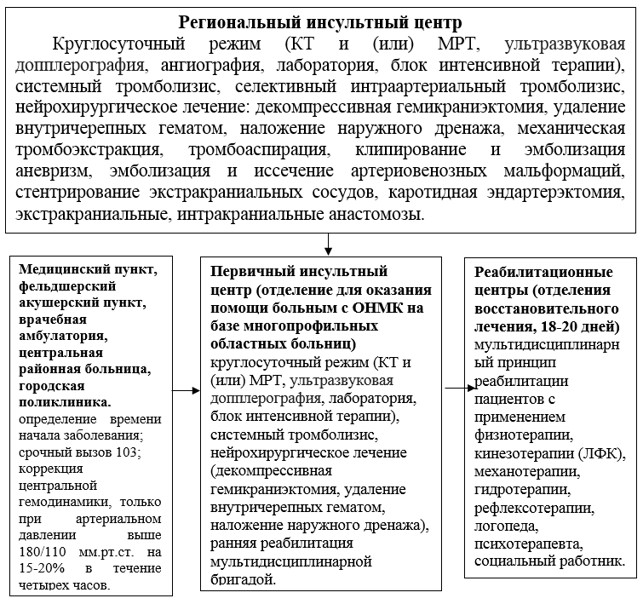 Региональный инсультный центр
Круглосуточный режим (КТ и (или) МРТ, ультразвуковая
допплерография, ангиография, лаборатория, блок интенсивной терапии),
системный тромболизис, селективный интраартериальный тромболизис,
нейрохирургическое лечение: декомпрессивная гемикраниэктомия, удаление
внутричерепных гематом, наложение наружного дренажа, механическая
тромбоэкстракция, тромбоаспирация, клипирование и эмболизация
аневризм, эмболизация и иссечение артериовенозных мальформаций,
стентрирование экстракраниальных сосудов, каротидная эндартерэктомия,
экстракраниальные, интракраниальные анастомозы.
Медицинский пункт,
фельдшерский
акушерский пункт,
врачебная
амбулатория,
центральная
районная больница,
городская
поликлиника.
определение времени
начала заболевания;
срочный вызов 103;
коррекция
центральной
гемодинамики, только
при артериальном
давлении выше
180/110 мм.рт.ст. на
15-20% в течение
четырех часов.
Первичный инсультный
центр (отделение для оказания
помощи больным с ОНМК на
базе многопрофильных
областных больниц)
круглосуточный режим (КТ и
(или) МРТ, ультразвуковая
допплерография, лаборатория,
блок интенсивной терапии),
системный тромболизис,
нейрохирургическое лечение
(декомпрессивная
гемикраниэктомия, удаление
внутричерепных гематом,
наложение наружного дренажа),
ранняя реабилитация
мультидисциплинарной
бригадой.
Реабилитационные
центры (отделения
восстановительного
лечения, 18-20 дней)
мультидисциплинарн
ый принцип
реабилитации
пациентов с
применением
физиотерапии,
кинезотерапии (ЛФК),
механотерапии,
гидротерапии,
рефлексотерапии,
логопеда,
психотерапевта,
социальный работник.